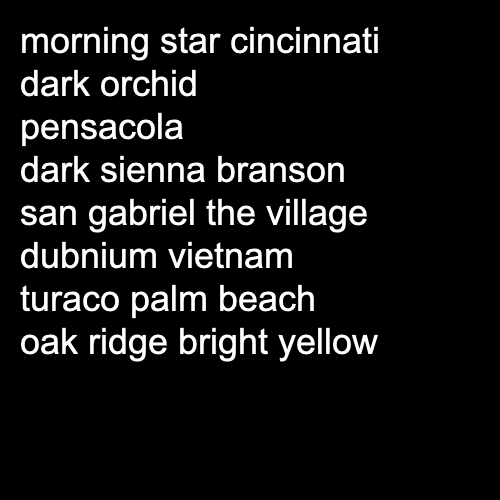 morning star cincinnati
dark orchid
pensacola
dark sienna branson
san gabriel the village
dubnium vietnam
turaco palm beach
oak ridge bright yellow